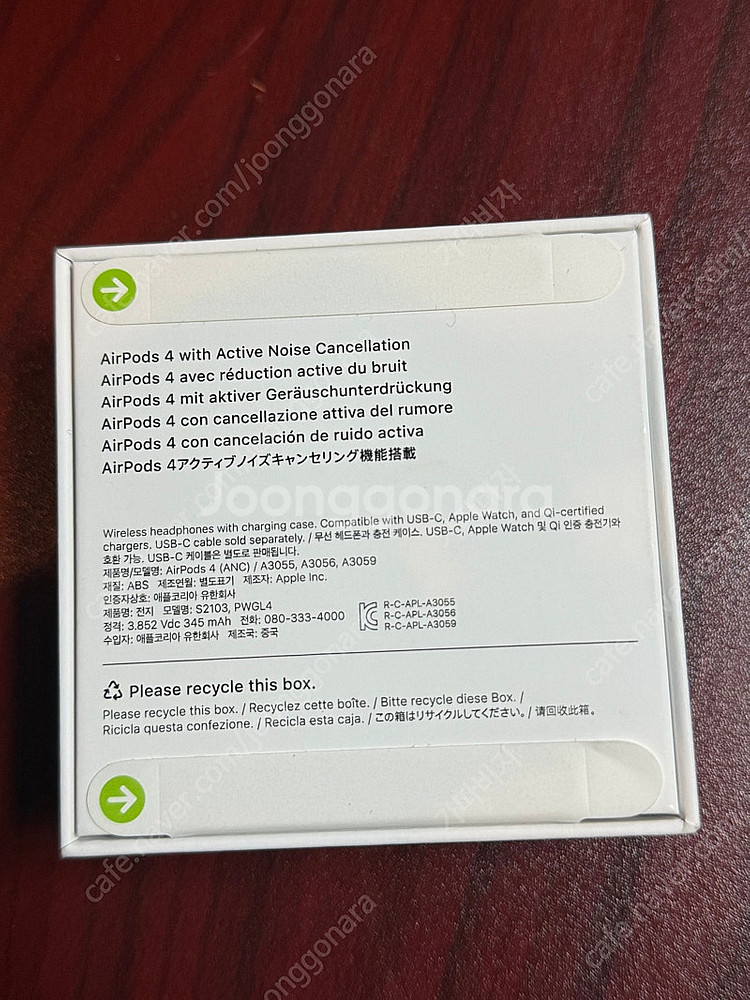 AirPods 4 with Active Noise Cancellation
AirPods 4 avec réduction active du bruit
AirPods 4 mit aktiver Geräuschunterdrückung
AirPods 4 con cancellazione attiva del rumore
AirPods 4 con cancelación de ruido activa
AirPods 4アクティブノイズキャンセリング機能搭載
Joonggonara
Wireless headphones with charging case. Compatible with USB-C, Apple Watch, and Qi-certified
chargers. USB-C cable sold separately. / 무선 헤드폰과 충전 케이스. USB-C, Apple Watch 및 Qi 인증 충전기와
호환 가능. USB-C 케이블은 별도로 판매됩니다.
제품명/모델명: AirPods 4 (ANC) / A3055, A3056, A3059
재질: ABS 제조연월: 별도표기 제조자: Apple Inc.
인증자상호: 애플코리아 유한회사
제품명: 전지 모델명: S2103, PWGL4
정격: 3.852 Vdc 345 mAh 전화: 080-333-4000
수입자: 애플코리아 유한회사 제조국: 중국
R-C-APL-A3055
R-C-APL-A3056
R-C-APL-A3059
Please recycle this box.
Please recycle this box. / Recyclez cette boîte. / Bitte recycle diese Box. /
Ricicla questa confezione. / Recicla esta caja. / この箱はリサイクルしてください。/ 请回收此箱。
cafe.naver.com/joonggonara